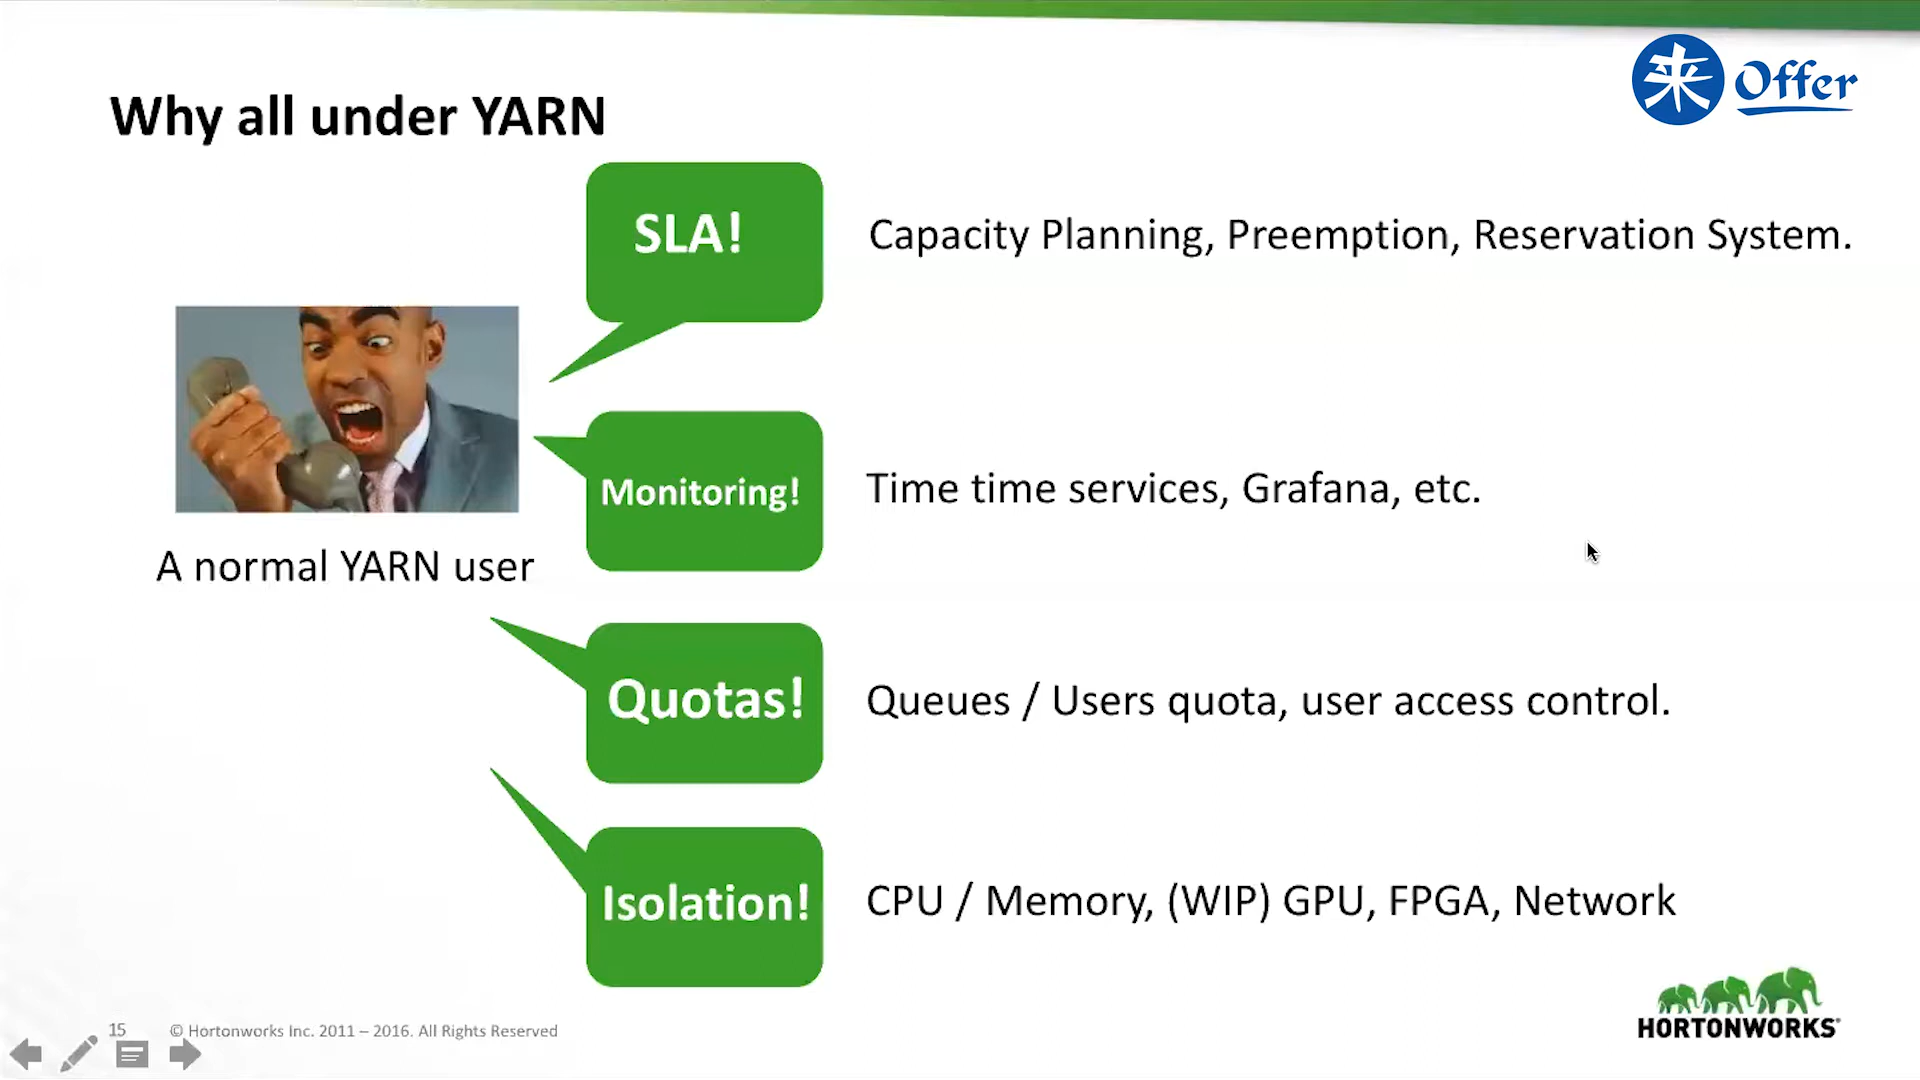 来 Offer
Why all under YARN
SLA!
Capacity Planning, Preemption, Reservation System.
Monitoring!
Time time services, Grafana, etc.
A normal YARN user
Quotas!
Queues / Users quota, user access control.
Isolation!
CPU / Memory, (WIP) GPU, FPGA, Network
HORTONWORKS®
15 © Hortonworks Inc. 2011 – 2016. All Rights Reserved